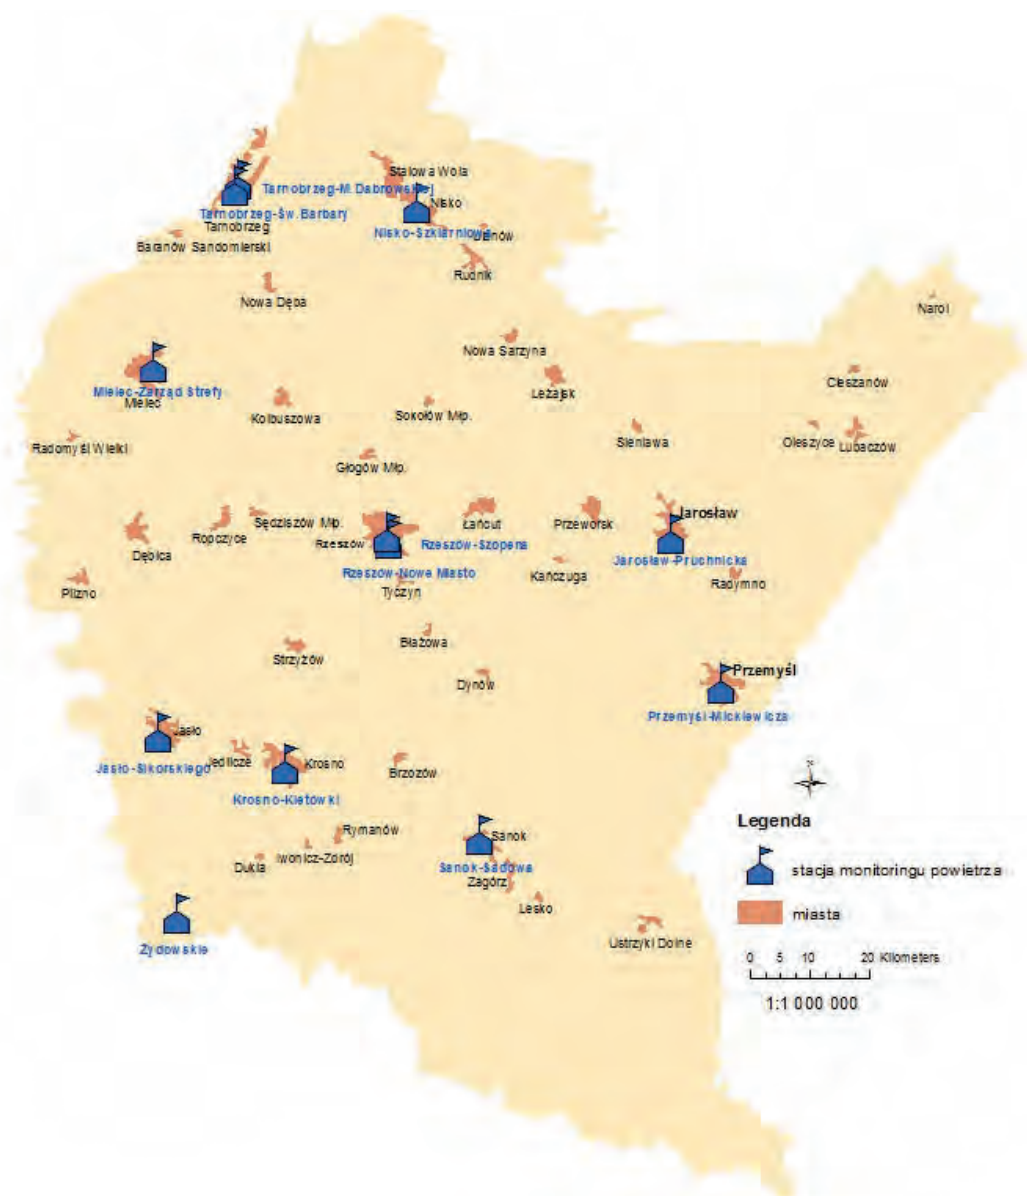 Stalowa Wola
Tarnobrzeg-M. Dąbrowskiej
Nisko
Tarnobrzeg-Św. Barbary
Tarnobrzeg
Nisko-Szklarniowa
Ulanów
Baranów Sandomierski
Rudnik
Nowa Dęba
Narol
Nowa Sarzyna
Cieszanów
Mielec-Zarząd Strefy
Mielec
Leżajsk
Kolbuszowa
Sokołów Młp.
Radomyśl Wielki
Sieniawa
Oleszyce
Lubaczów
Głogów Młp.
Jarosław
Sędziszów Młp.
Łańcut
Przeworsk
Ropczyce
Rzeszów
Rzeszów-Szopena
Dębica
Jarosław-Pruchnicka
Rzeszów-Nowe Miasto
Kańczuga
Radymno
Pilzno
Tyczyn
Błażowa
Strzyżów
Przemyśl
Dynów
Przemyśl-Mickiewicza
Jasło
Jedlicze
Krosno
Jasło-Sikorskiego
Brzozów
Krosno-Kletówki
N
Legenda
Rymanów
Sanok
Iwonicz-Zdrój
Dukla
Sanok-Sadowa
Zagórz
stacja monitoringu powietrza
Lesko
miasta
Żydowskie
Ustrzyki Dolne
0 5 10 20 Kilometers
1:1 000 000